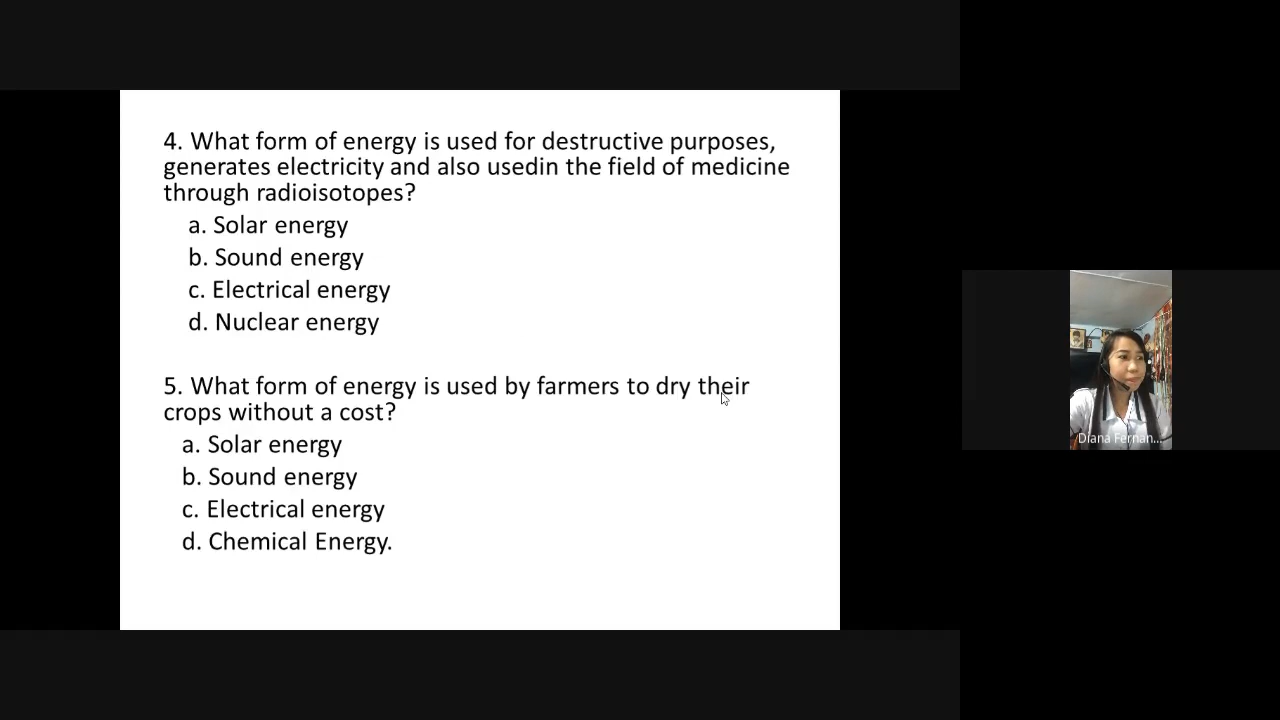 4. What form of energy is used for destructive purposes,
generates electricity and also usedin the field of medicine
through radioisotopes?
a. Solar energy
b. Sound energy
c. Electrical energy
d. Nuclear energy
5. What form of energy is used by farmers to dry their
crops without a cost?
a. Solar energy
b. Sound energy
c. Electrical energy
d. Chemical Energy.
Diana Fernan...